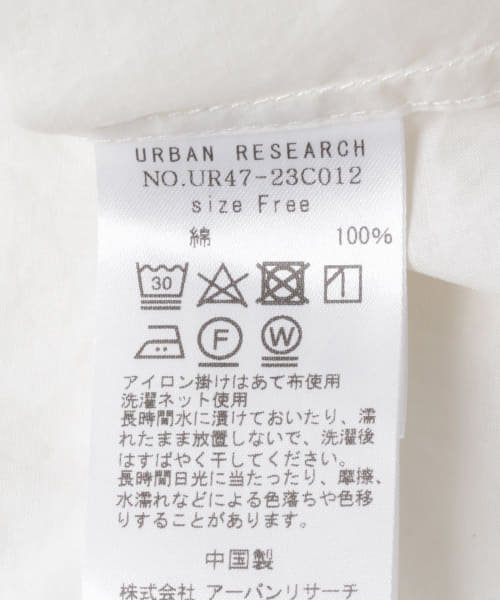 URBAN RESEARCH
NO.UR47-23C012
size Free
綿 100%
30
F W
アイロン掛けはあて布使用
洗濯ネット使用
長時間水に漬けておいたり、濡
れたまま放置しないで、洗濯後
はすばやく干してください。
長時間日光に当たったり、摩擦、
水濡れなどによる色落ちや色移
りすることがあります。
中国製
株式会社 アーバンリサーチ